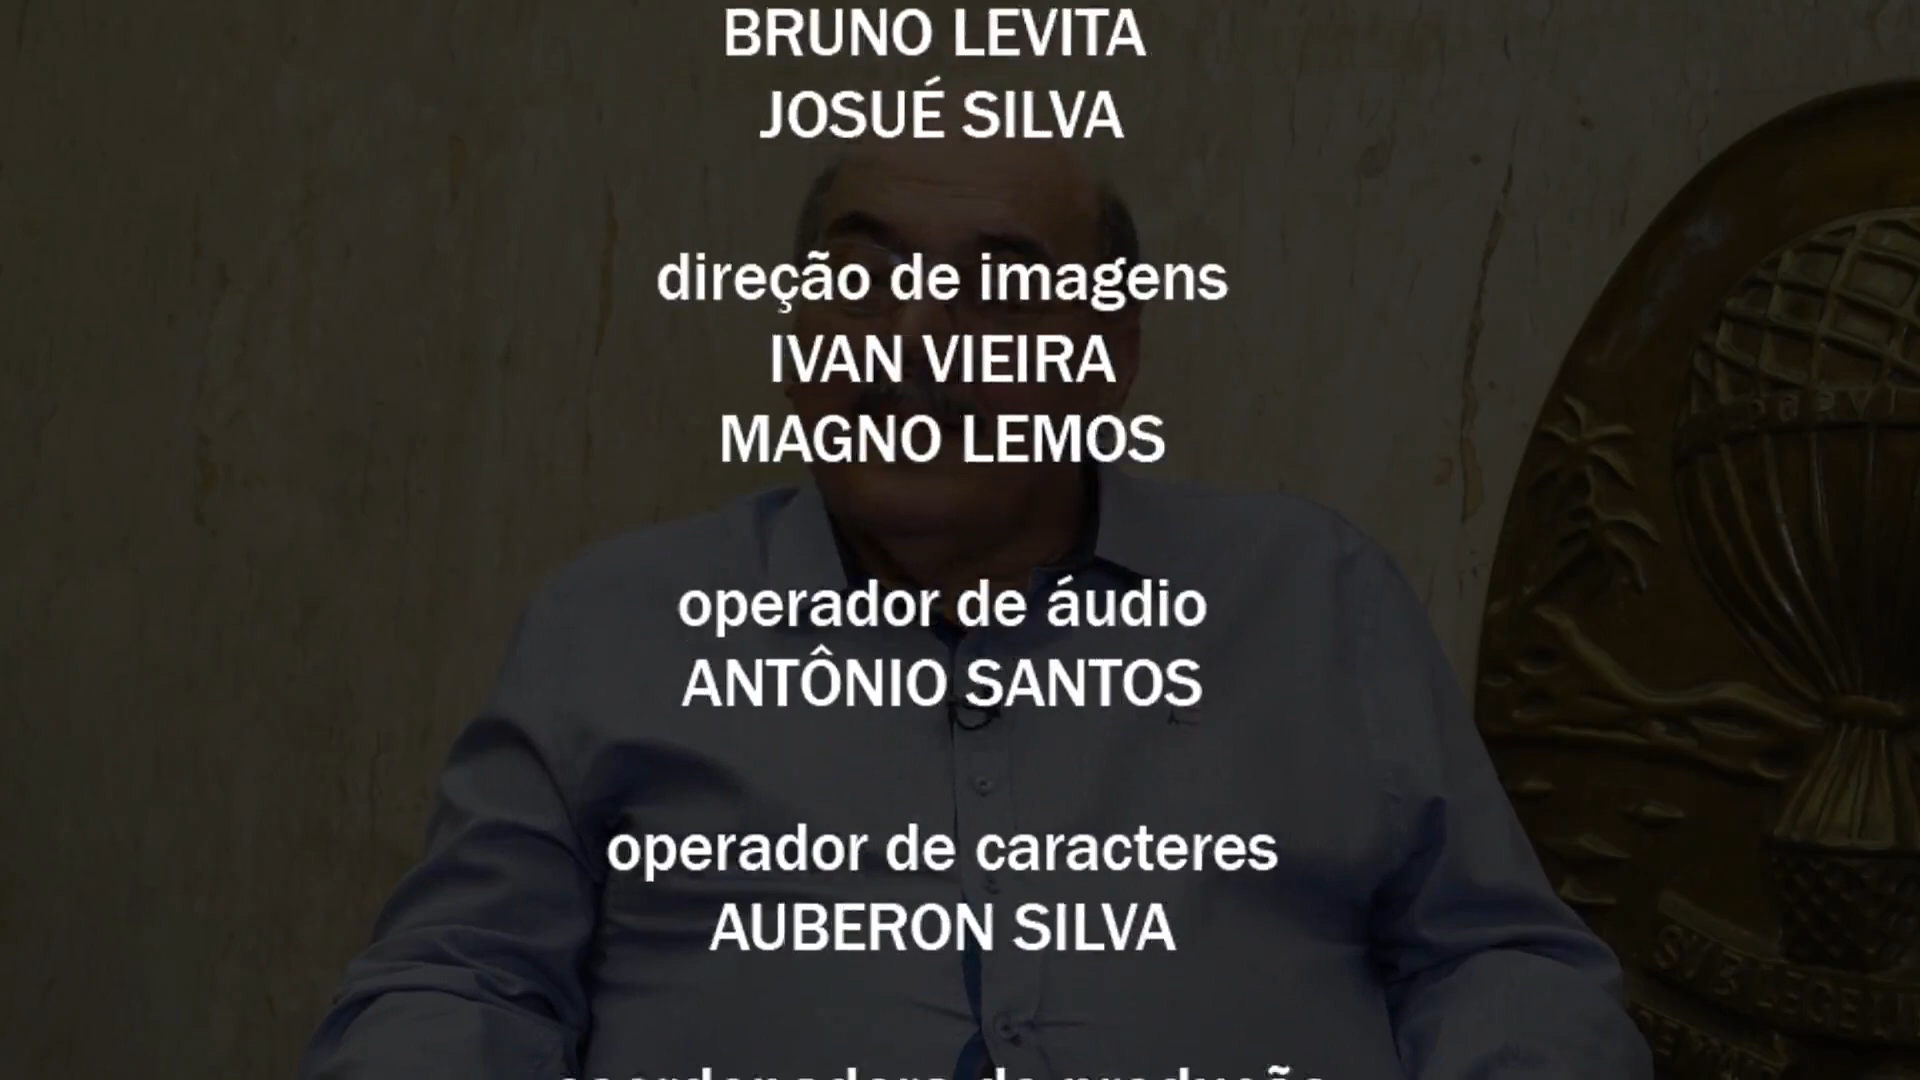 BRUNO LEVITA
JOSUÉ SILVA
direção de imagens
IVAN VIEIRA
MAGNO LEMOS
operador de áudio
ANTÔNIO SANTOS
operador de caracteres
AUBERON SILVA